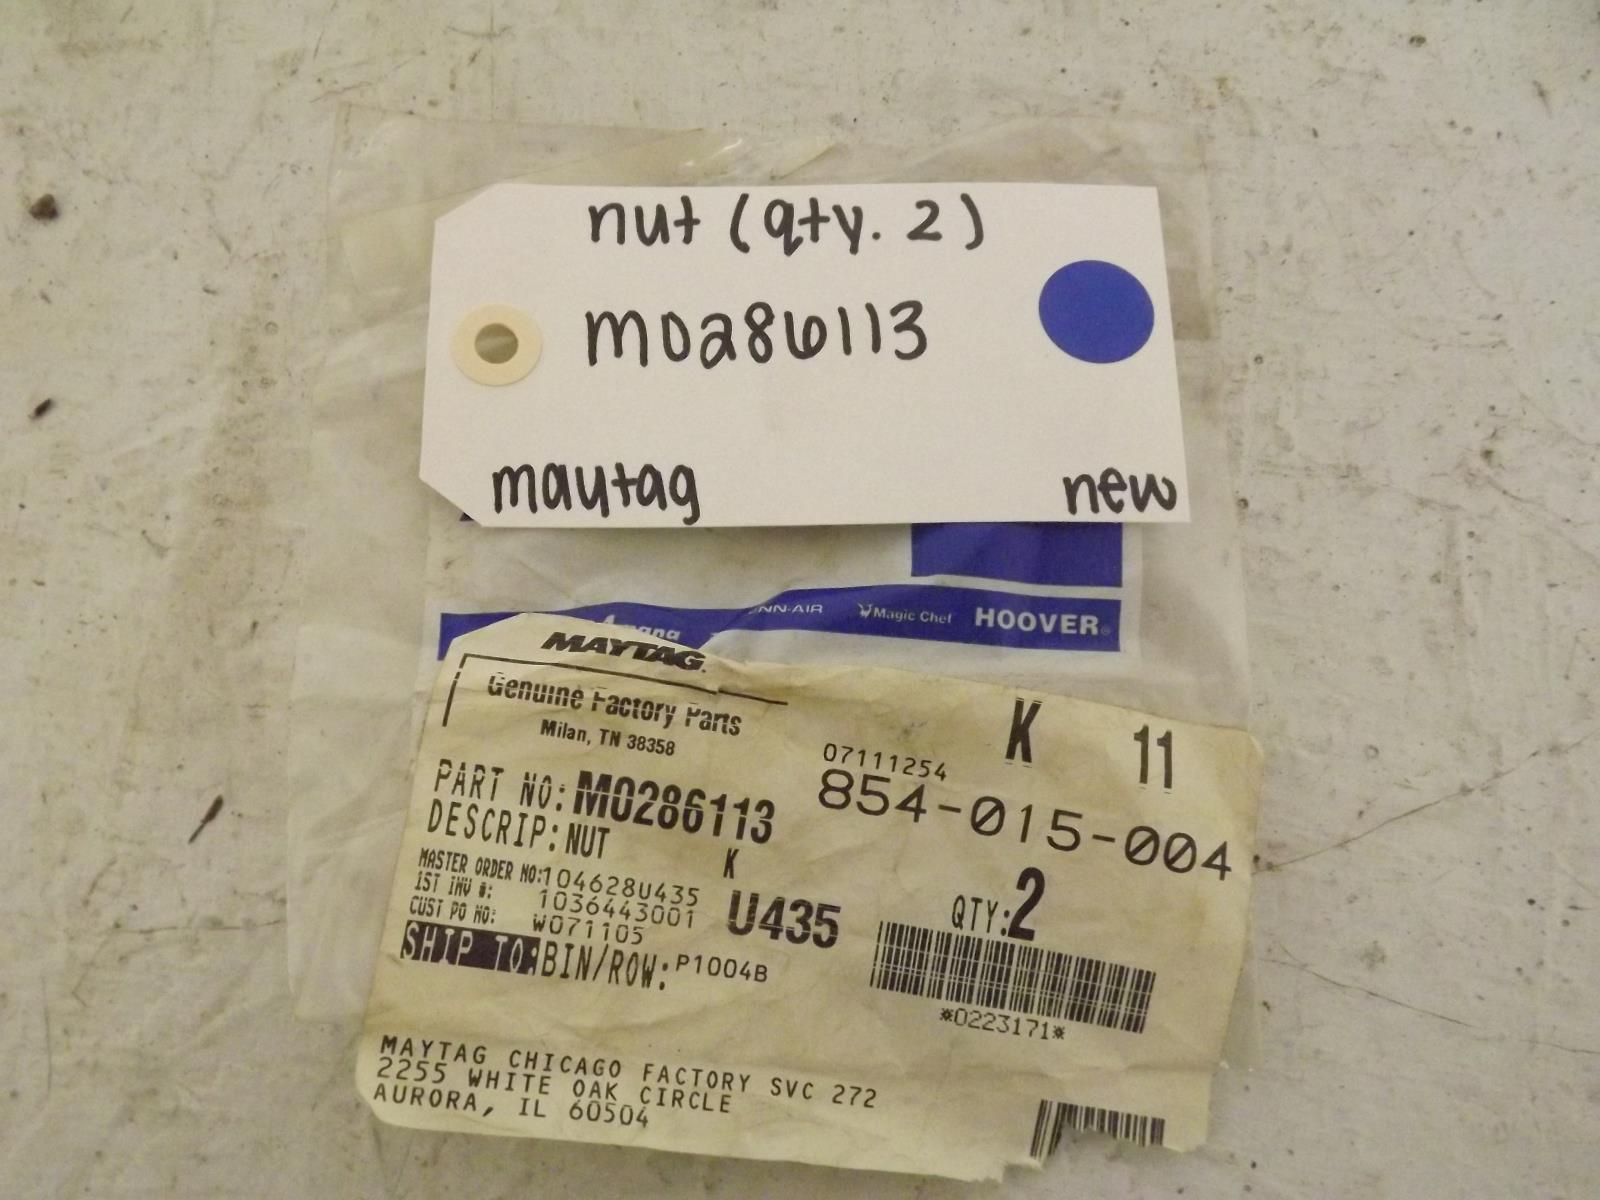 nut (qty. 2)
M0286113
maytag
new
MAgic Chef HOOVER
MAYTAG.
Genuine Factory Parts
Milan, TN 38358
K 11
07111254
854-015-004
PART NO: M0286113
DESCRIP: NUT
K
MASTER ORDER NO: 104628U435
1ST INV #: 1036443001
CUST PO NO: W071105
U435
QTY: 2
SHIP TO: BIN/ROW: P1004B
*0223171*
MAYTAG CHICAGO FACTORY SVC 272
2255 WHITE OAK CIRCLE
AURORA, IL 60504